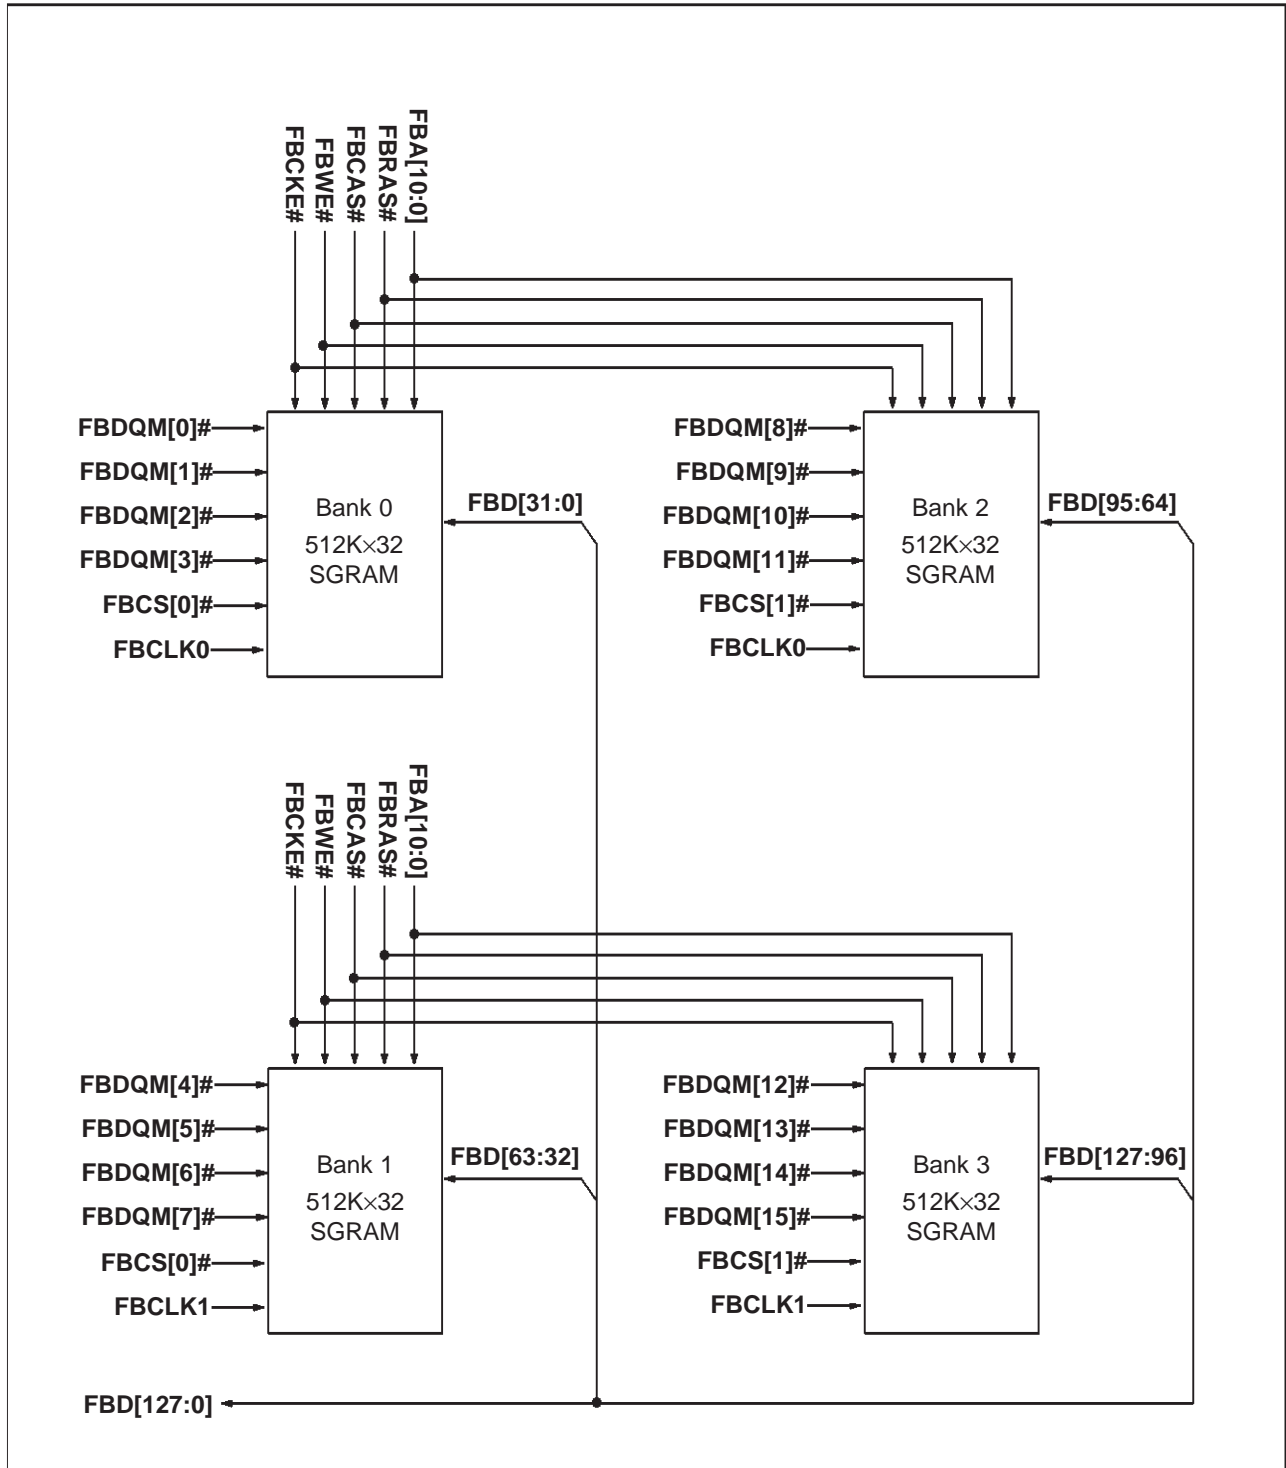 FBCKE#
FBWE#
FBCAS#
FBRAS#
FBA[10:0]
FBDQM[0]#
FBDQM[1]#
FBDQM[2]#
FBDQM[3]#
FBCS[0]#
FBCLK0
Bank 0
512K×32
SGRAM
FBD[31:0]
FBDQM[8]#
FBDQM[9]#
FBDQM[10]#
FBDQM[11]#
FBCS[1]#
FBCLK0
Bank 2
512K×32
SGRAM
FBD[95:64]
FBCKE#
FBWE#
FBCAS#
FBRAS#
FBA[10:0]
FBDQM[4]#
FBDQM[5]#
FBDQM[6]#
FBDQM[7]#
FBCS[0]#
FBCLK1
Bank 1
512K×32
SGRAM
FBD[63:32]
FBDQM[12]#
FBDQM[13]#
FBDQM[14]#
FBDQM[15]#
FBCS[1]#
FBCLK1
Bank 3
512K×32
SGRAM
FBD[127:96]
FBD[127:0]